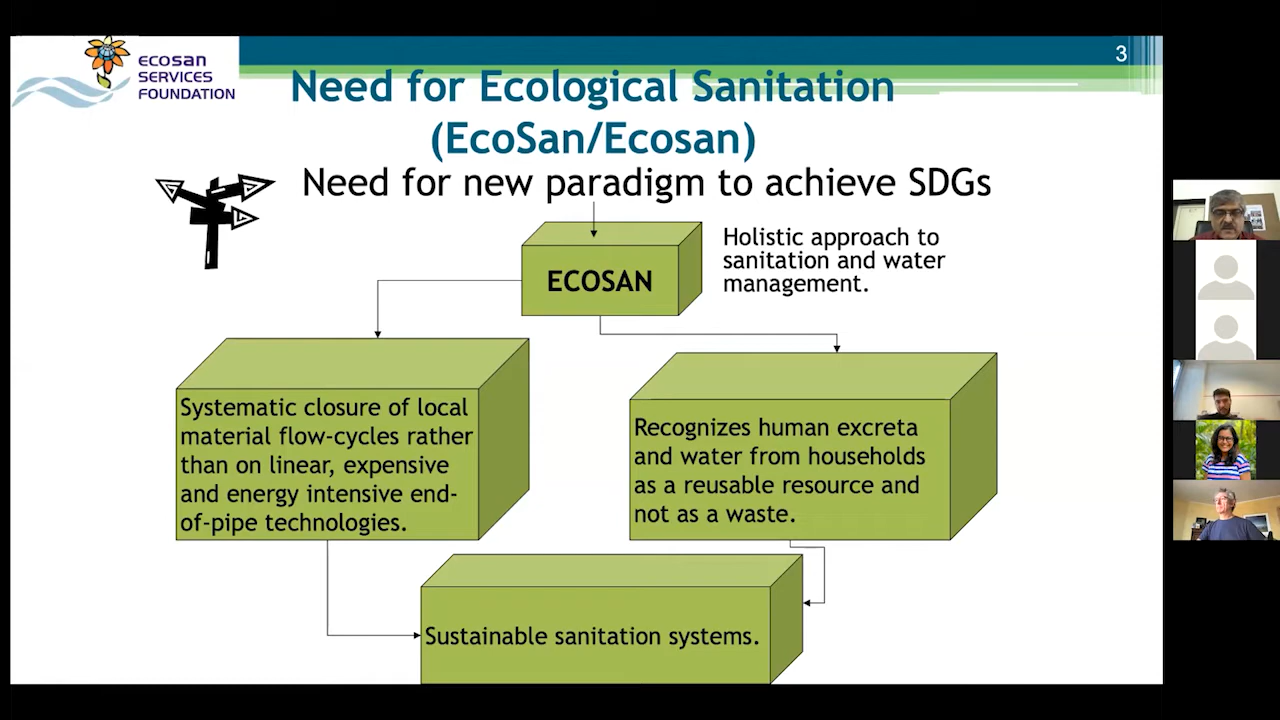 ECOSAN
SERVICES
FOUNDATION
3
Need for Ecological Sanitation
(EcoSan/Ecosan)
Need for new paradigm to achieve SDGs
ECOSAN
Holistic approach to
sanitation and water
management.
Systematic closure of local
material flow-cycles rather
than on linear, expensive
and energy intensive end-
of-pipe technologies.
Recognizes human excreta
and water from households
as a reusable resource and
not as a waste.
Sustainable sanitation systems.